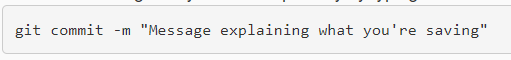 git commit -m "Message explaining what you're saving"